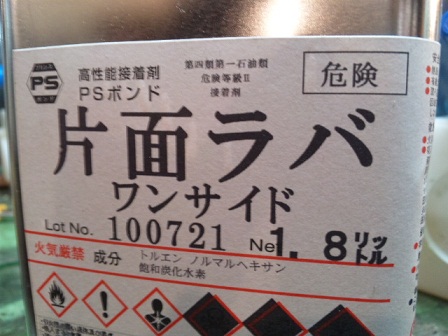 PS
高性能接着剤
PSボンド
第四類第一石油類
危険等級II
接着剤
危険
片面ラバ
ワンサイド
Lot No. 100721 Net 1.8リットル
火気厳禁 成分 トルエン ノルマルヘキサン
飽和炭化水素